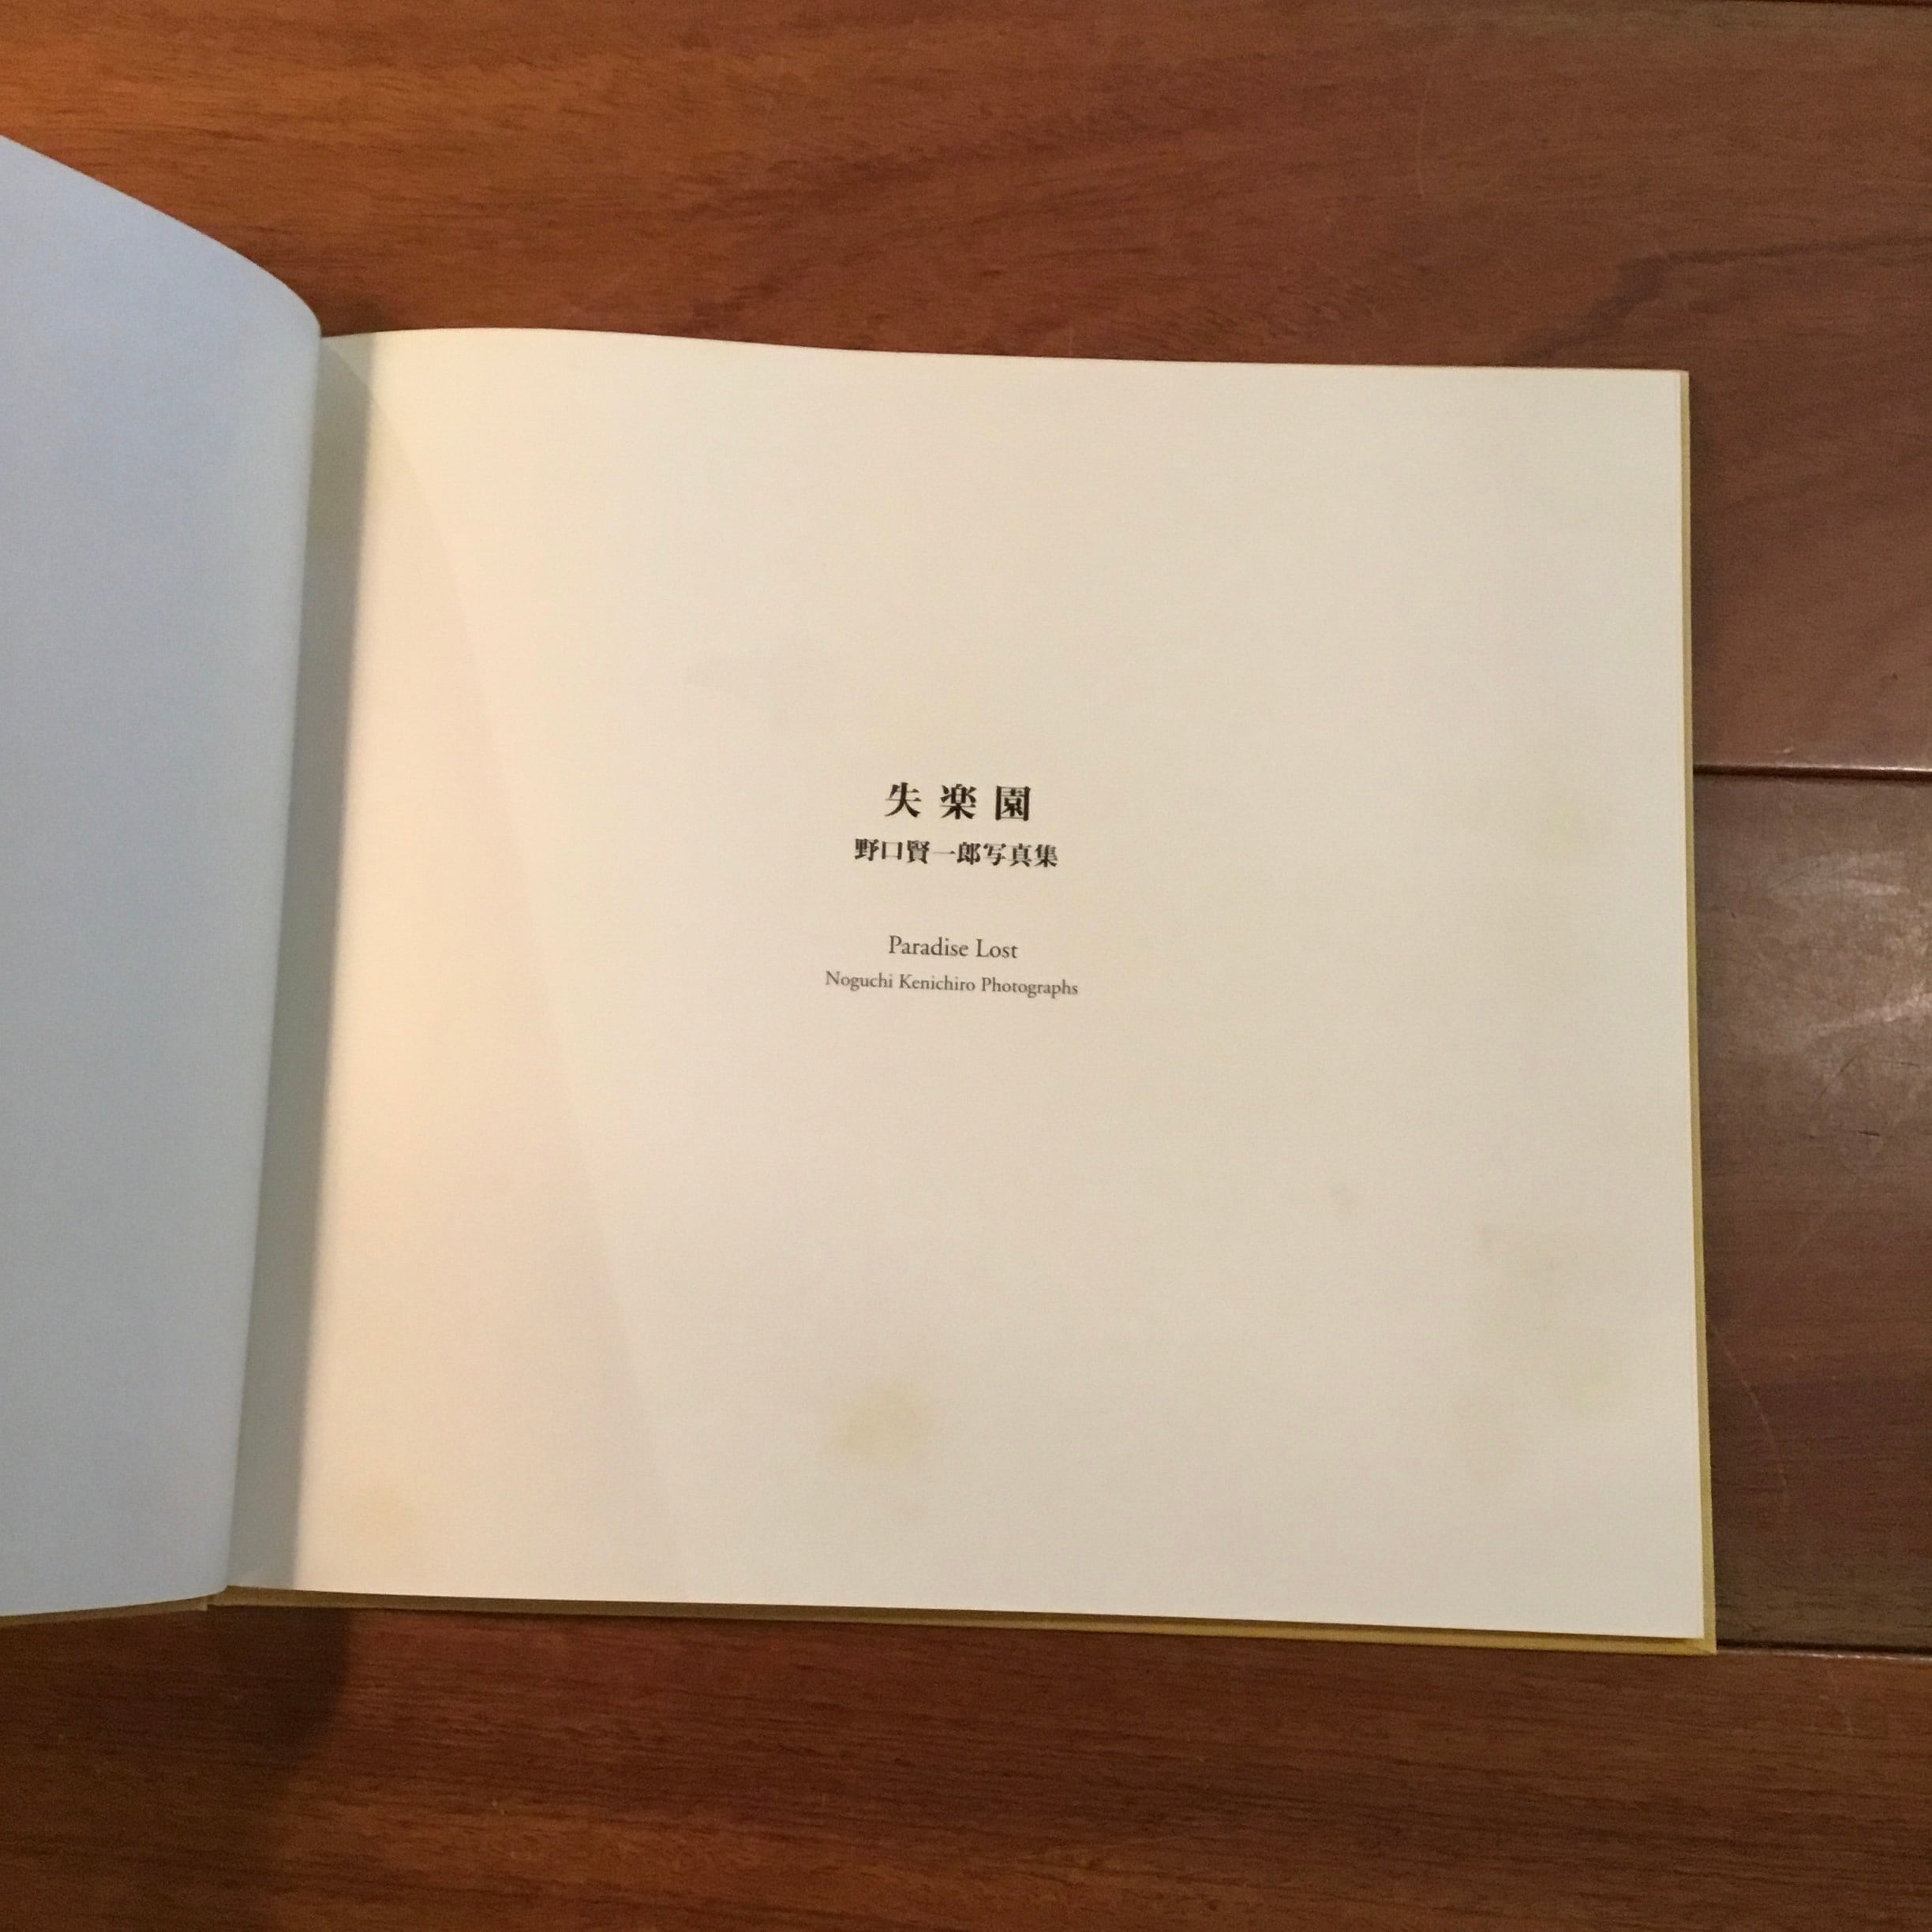 失楽園
野口賢一郎写真集
Paradise Lost
Noguchi Kenichiro Photographs